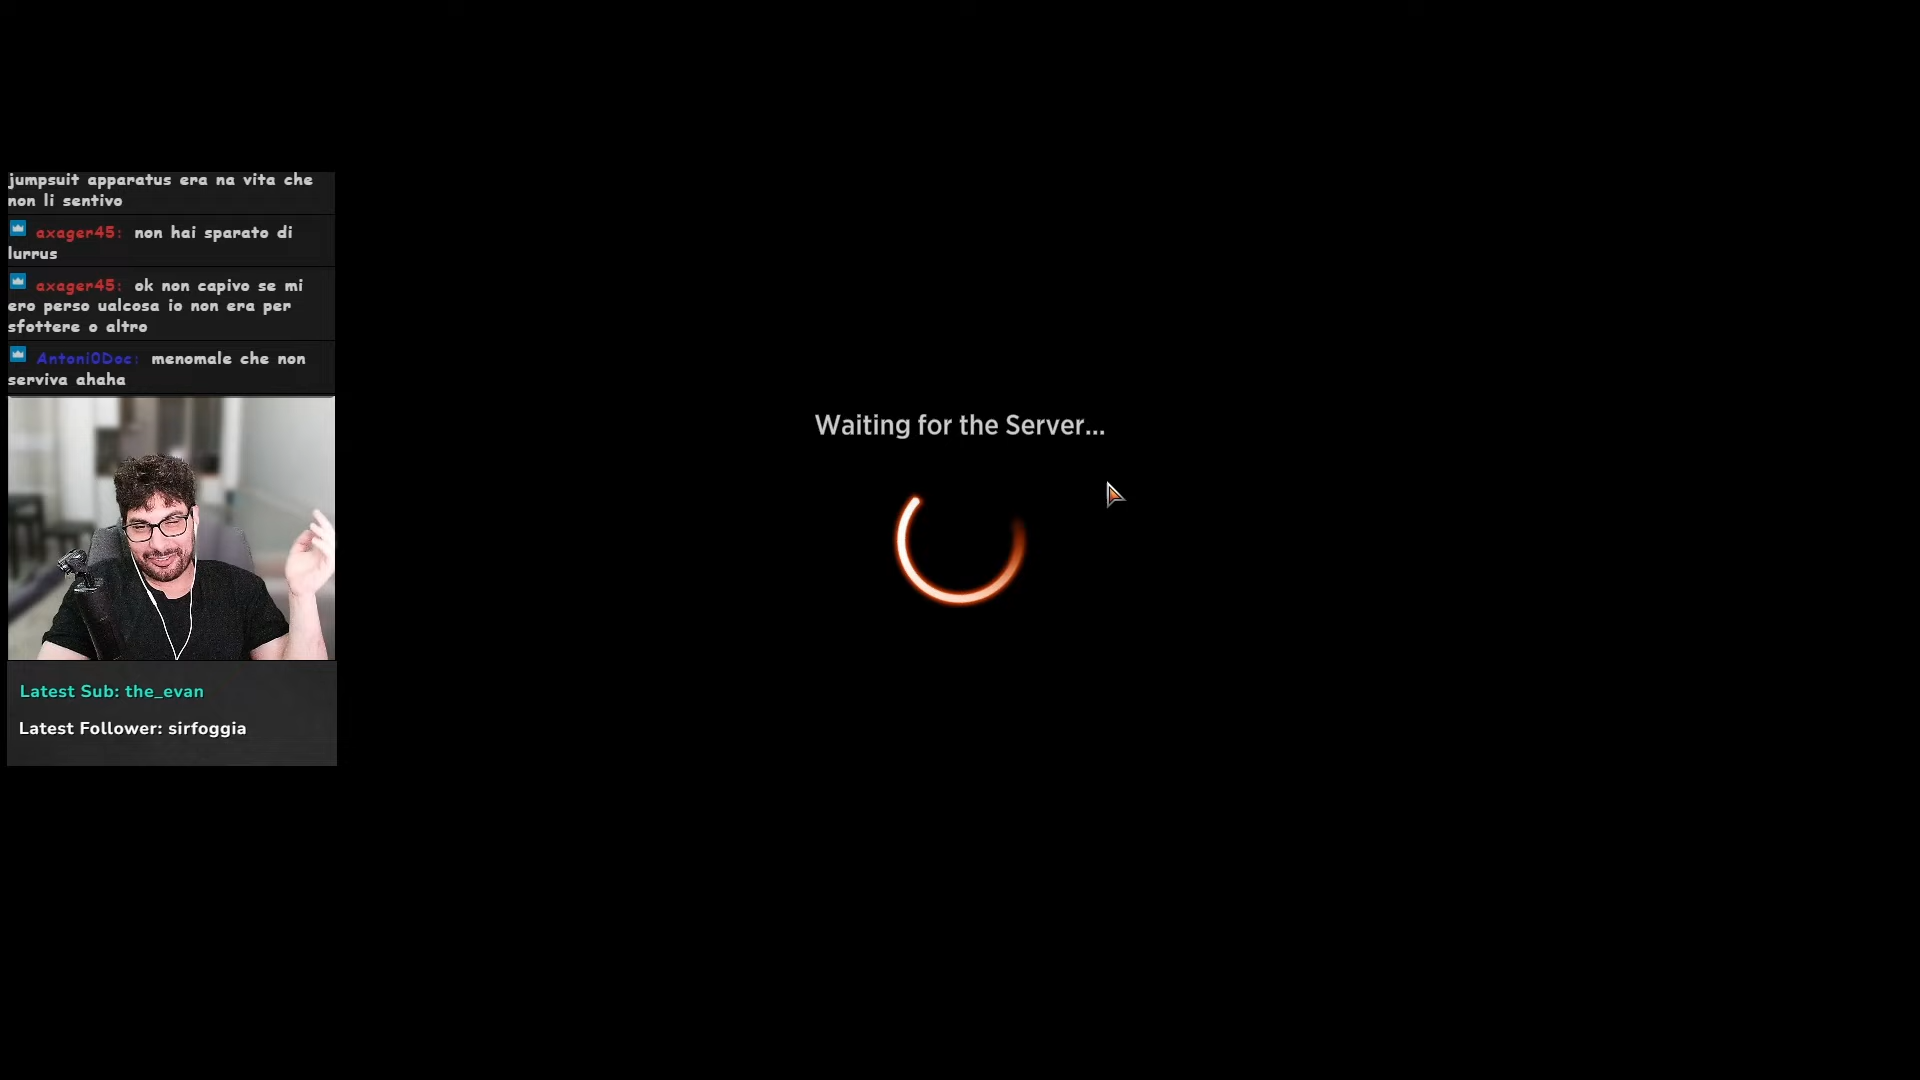 jumpsuit apparatus era na vita che
non li sentivo
axager45: non hai sparato di
lurrus
axager45: ok non capivo se mi
ero perso ualcosa io non era per
sfottere o altro
Antoni0Doc: menomale che non
serviva ahaha
Waiting for the Server...
Latest Sub: the_evan
Latest Follower: sirfoggia